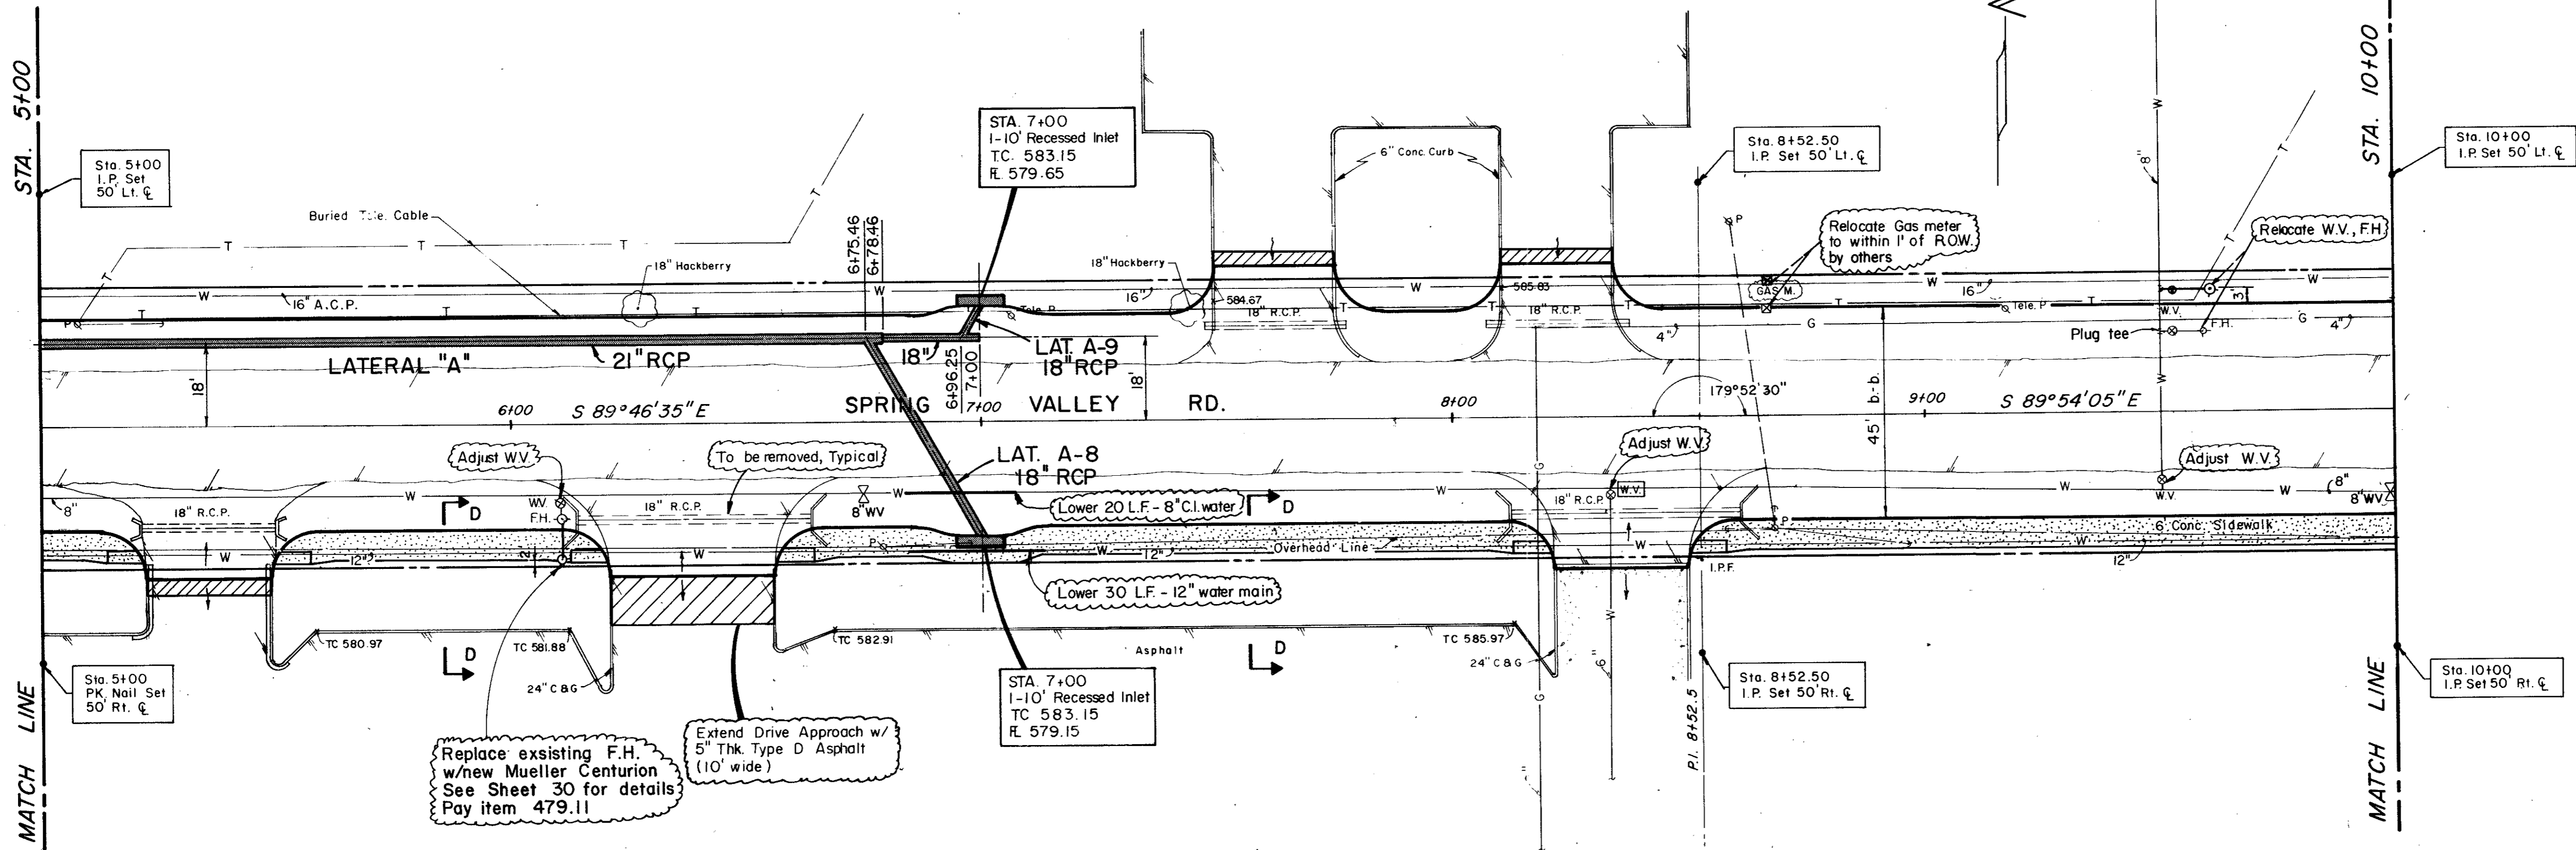 STA. 5+00
Sta. 5+00
I.P. Set
50' Lt. ℄
Buried Tele. Cable
T
T
T
T
T
STA. 7+00
1-10' Recessed Inlet
T.C. 583.15
FL 579.65
6+75.46
6+78.46
18" Hackberry
18" Hackberry
6" Conc. Curb
Sta. 8+52.50
I.P. Set 50' Lt. ℄
Relocate Gas meter
to within 1' of R.O.W.
by others
GAS M.
8"
Relocate W.V., F.H.
STA. 10+00
Sta. 10+00
I.P. Set 50' Lt. ℄
W
16" A.C.P.
W
W
16"
W
W
16"
W
P
T
T
T
Tele. P
584.67
18" R.C.P.
585.83
18" R.C.P.
T
Tele. P
T
W.V.
3'
F.H.
G
4"
G
4"
Plug tee
LATERAL "A"
21" RCP
18"
LAT. A-9
18" RCP
18'
6+96.25
7+00
18'
6+00
S 89°46'35" E
SPRING
7+00
VALLEY
RD.
8+00
179°52'30"
9+00
S 89°54'05" E
45' b-b.
Adjust W.V.
To be removed, Typical
LAT. A-8
18" RCP
Adjust W.V.
Adjust W.V.
8"
W
D
W.V.
F.H.
18" R.C.P.
18" R.C.P.
W
8" WV
Lower 20 L.F. - 8" C.I. water
D
W
18" R.C.P.
W.V.
W
W.V.
W
8"
8" WV
W
12"
2'
W
P
W
12"
Overhead Line
W
P
6' Conc. Sidewalk
W
12"
I.P.F.
Lower 30 L.F. - 12" water main
TC 580.97
TC 581.88
D
24" C & G
TC 582.91
Asphalt
D
TC 585.97
24" C & G
6"
G
Sta. 5+00
P.K. Nail Set
50' Rt. ℄
STA. 7+00
1-10' Recessed Inlet
TC 583.15
FL 579.15
Sta. 8+52.50
I.P. Set 50' Rt. ℄
P.I. 8+52.5
Sta. 10+00
I.P. Set 50' Rt. ℄
Replace exsisting F.H.
w/new Mueller Centurion
See Sheet 30 for details
Pay item 479.11
Extend Drive Approach w/
5" Thk. Type D Asphalt
(10' wide)
MATCH LINE
MATCH LINE